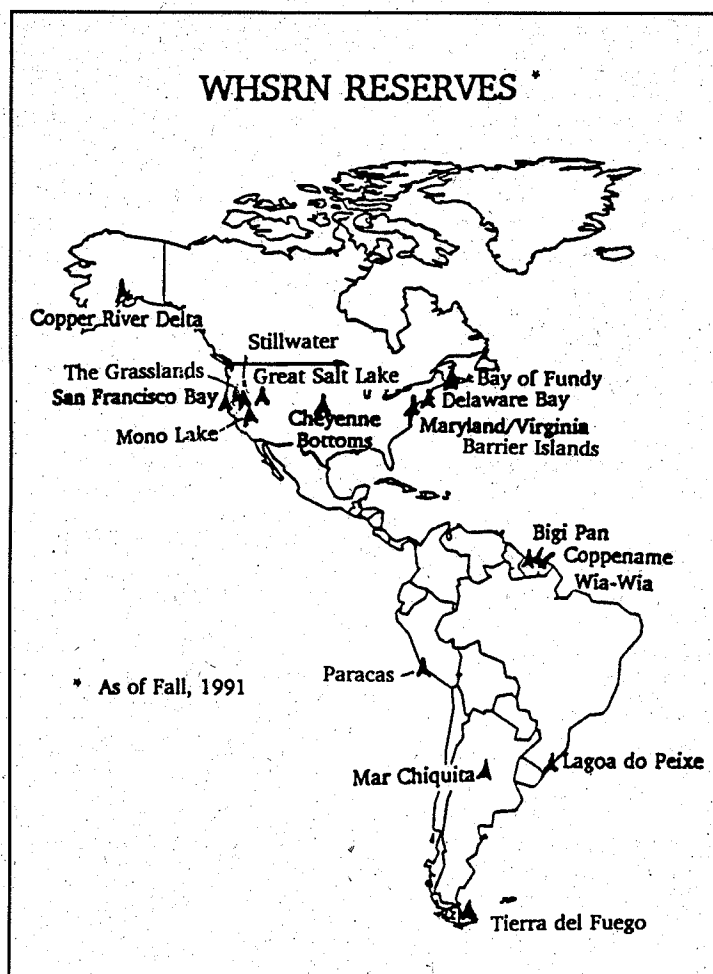 WHSRN RESERVES *
Copper River Delta
Stillwater
The Grasslands
Great Salt Lake
San Francisco Bay
Mono Lake
Cheyenne
Bottoms
Bay of Fundy
Delaware Bay
Maryland/Virginia
Barrier Islands
Bigi Pan
Coppename
Wia-Wia
Paracas
* As of Fall, 1991
Mar Chiquita
Lagoa do Peixe
Tierra del Fuego